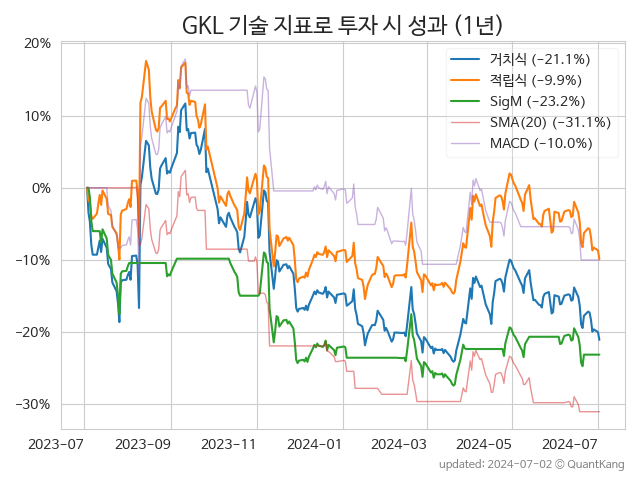 GKL 기술 지표로 투자 시 성과 (1년)
20%
10%
0%
−10%
−20%
−30%
거치식 (−21.1%)
적립식 (−9.9%)
SigM (−23.2%)
SMA(20) (−31.1%)
MACD (−10.0%)
2023-07 2023-09 2023-11 2024-01 2024-03 2024-05 2024-07
updated: 2024-07-02 © QuantKang